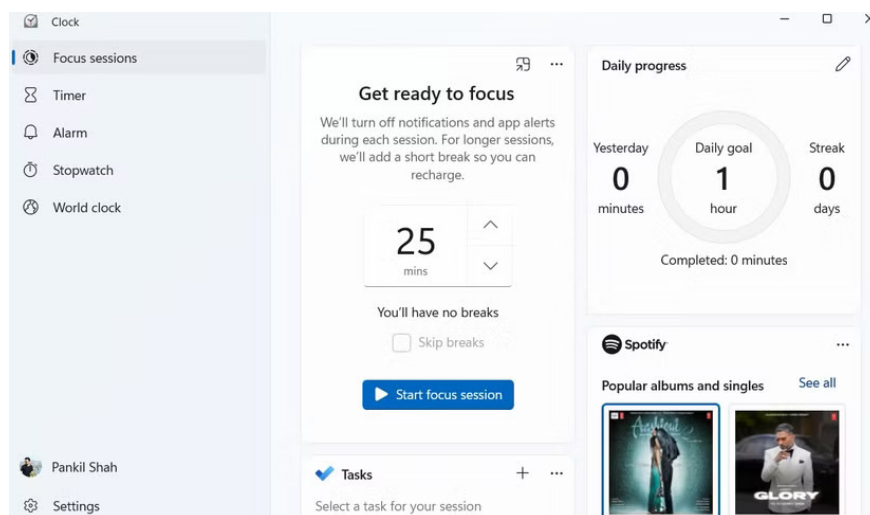 Clock
Focus sessions
Timer
Alarm
Stopwatch
World clock
Pankil Shah
Settings
Get ready to focus
We'll turn off notifications and app alerts
during each session. For longer sessions,
we'll add a short break so you can
recharge.
25
mins
You'll have no breaks
Skip breaks
Start focus session
Tasks
Select a task for your session
Daily progress
Yesterday
0
minutes
Daily goal
1
hour
Streak
0
days
Completed: 0 minutes
Spotify
Popular albums and singles
See all
Aashiqui
GLORY